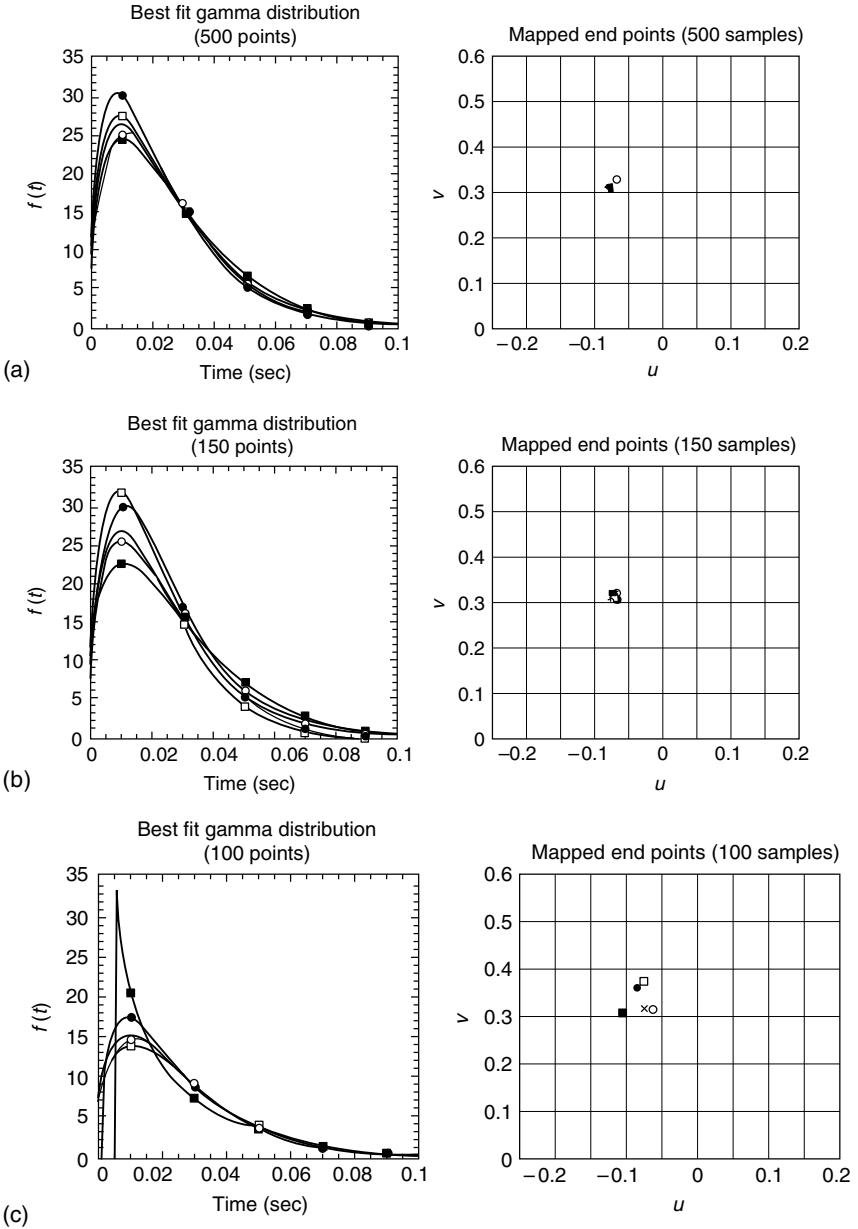 Best fit gamma distribution
(500 points)
35
30
25
20
15
10
5
0
f (t)
0 0.02 0.04 0.06 0.08 0.1
Time (sec)
Mapped end points (500 samples)
0.6
0.5
0.4
0.3
0.2
0.1
0
v
−0.2 −0.1 0 0.1 0.2
u
(a)
Best fit gamma distribution
(150 points)
35
30
25
20
15
10
5
0
f (t)
0 0.02 0.04 0.06 0.08 0.1
Time (sec)
Mapped end points (150 samples)
0.6
0.5
0.4
0.3
0.2
0.1
0
v
−0.2 −0.1 0 0.1 0.2
u
(b)
Best fit gamma distribution
(100 points)
35
30
25
20
15
10
5
0
f (t)
0 0.02 0.04 0.06 0.08 0.1
Time (sec)
Mapped end points (100 samples)
0.6
0.5
0.4
0.3
0.2
0.1
0
v
−0.2 −0.1 0 0.1 0.2
u
(c)